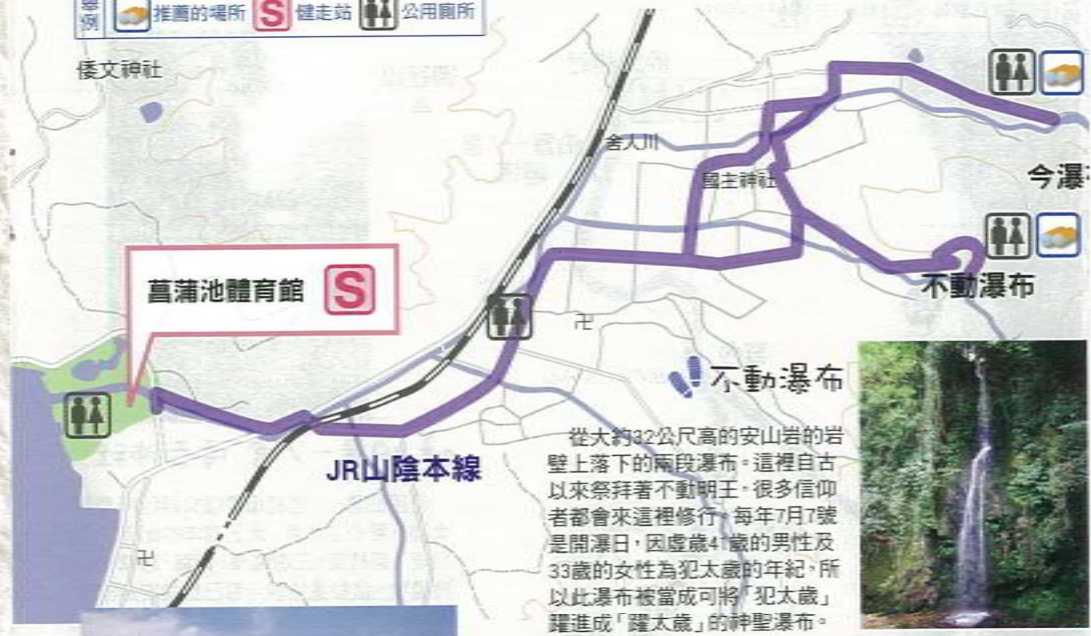 舉例 推薦的場所 S 健走站 公用廁所
倭文神社
舍人川
國主神社
今瀑
不動瀑布
菖蒲池體育館 S
卍
不動瀑布
JR山陰本線
卍
從大約32公尺高的安山岩的岩
壁上落下的兩段瀑布。這裡自古
以來祭拜著不動明王,很多信仰
者都會來這裡修行。每年7月7號
是開瀑日,因虛歲41歲的男性及
33歲的女性為犯太歲的年紀,所
以此瀑布被當成可將「犯太歲」
躍進成「躍太歲」的神聖瀑布。